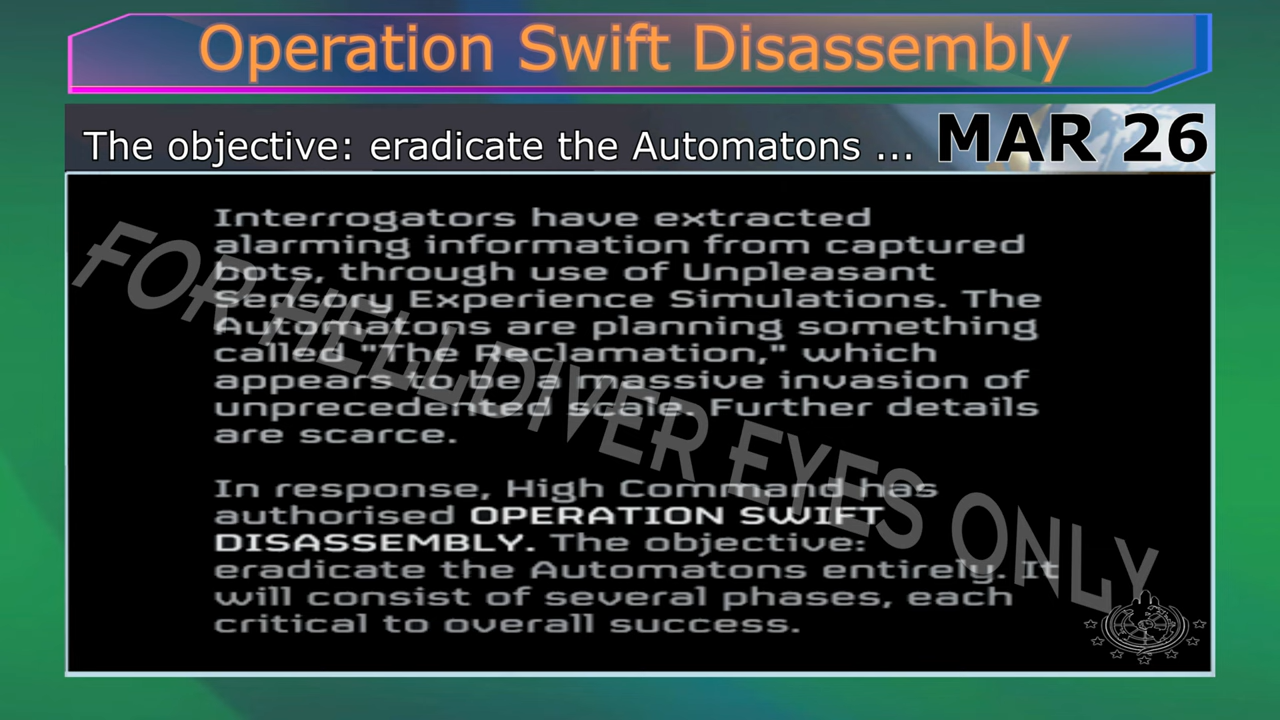 Operation Swift Disassembly
The objective: eradicate the Automatons ...
MAR 26
Interrogators have extracted
alarming information from captured
bots, through use of Unpleasant
Sensory Experience Simulations. The
Automatons are planning something
called "The Reclamation," which
appears to be a massive invasion of
unprecedented scale. Further details
are scarce.
In response, High Command has
authorised OPERATION SWIFT
DISASSEMBLY. The objective:
eradicate the Automatons entirely. It
will consist of several phases, each
critical to overall success.
FOR HELLDIVER EYES ONLY